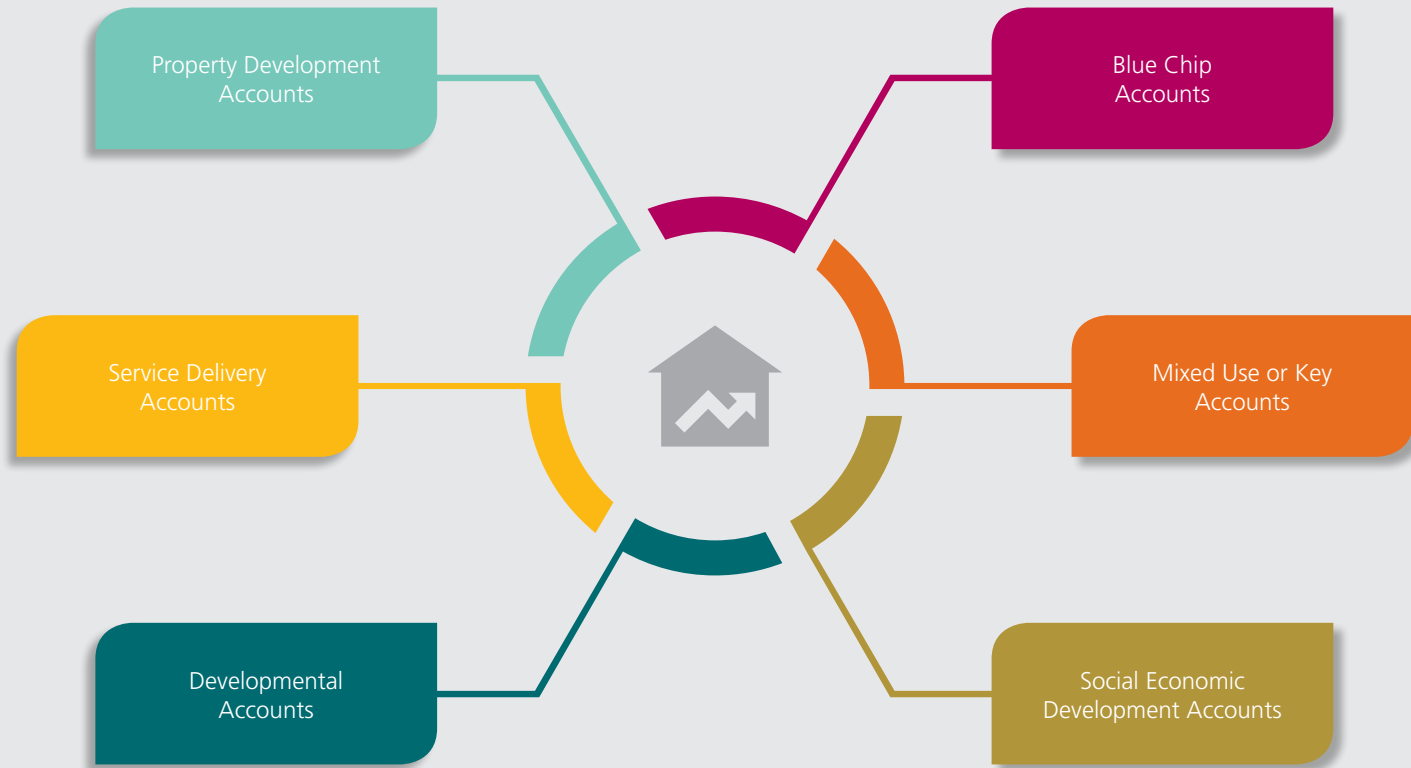 Property Development
Accounts
Blue Chip
Accounts
Service Delivery
Accounts
Mixed Use or Key
Accounts
Developmental
Accounts
Social Economic
Development Accounts